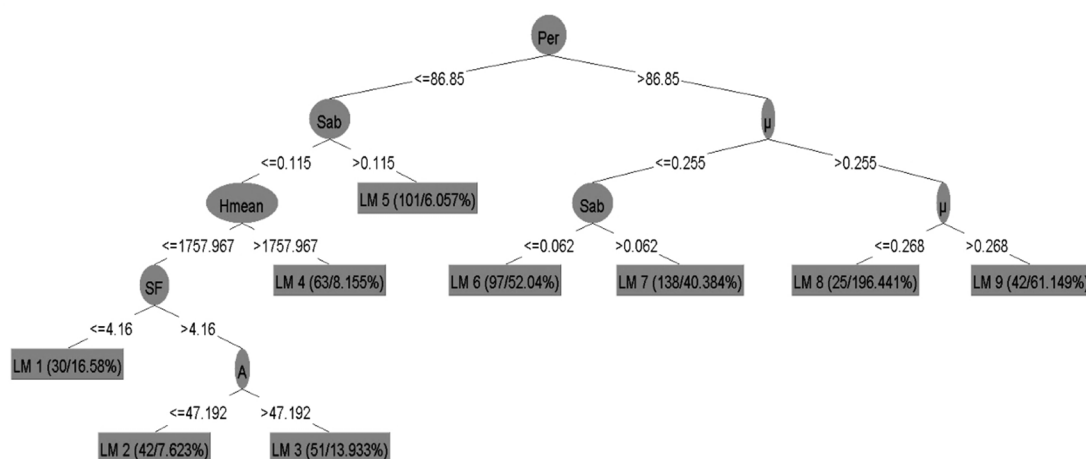 Per
<=86.85
>86.85
Sab
µ
<=0.115
>0.115
<=0.255
>0.255
Hmean
LM 5 (101/6.057%)
Sab
µ
<=1757.967
>1757.967
<=0.062
>0.062
<=0.268
>0.268
SF
LM 4 (63/8.155%)
LM 6 (97/52.04%)
LM 7 (138/40.384%)
LM 8 (25/196.441%)
LM 9 (42/61.149%)
<=4.16
>4.16
LM 1 (30/16.58%)
A
<=47.192
>47.192
LM 2 (42/7.623%)
LM 3 (51/13.933%)